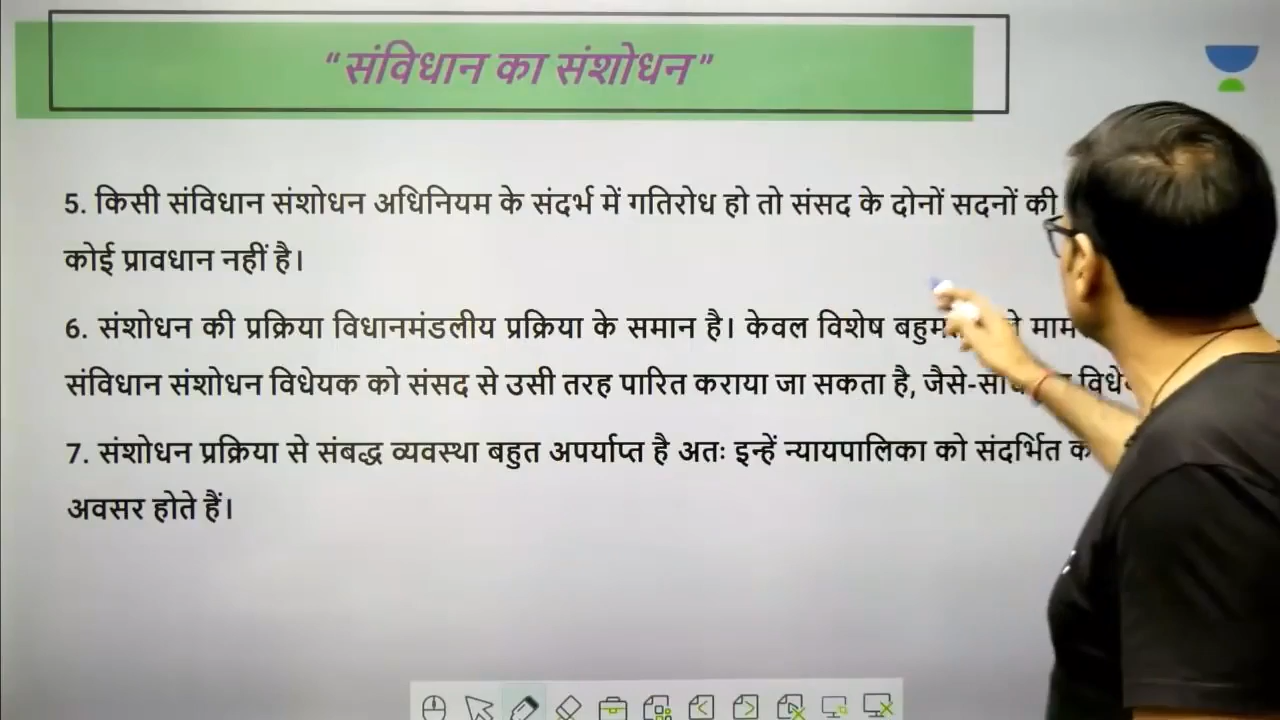 “संविधान का संशोधन”
5. किसी संविधान संशोधन अधिनियम के संदर्भ में गतिरोध हो तो संसद के दोनों सदनों की
कोई प्रावधान नहीं है।
6. संशोधन की प्रक्रिया विधानमंडलीय प्रक्रिया के समान है। केवल विशेष
संविधान संशोधन विधेयक को संसद से उसी तरह पारित कराया जा सकता है, जैसे-
7. संशोधन प्रक्रिया से संबद्ध व्यवस्था बहुत अपर्याप्त है अतः इन्हें न्यायपालिका को संदर्भित
अवसर होते हैं।